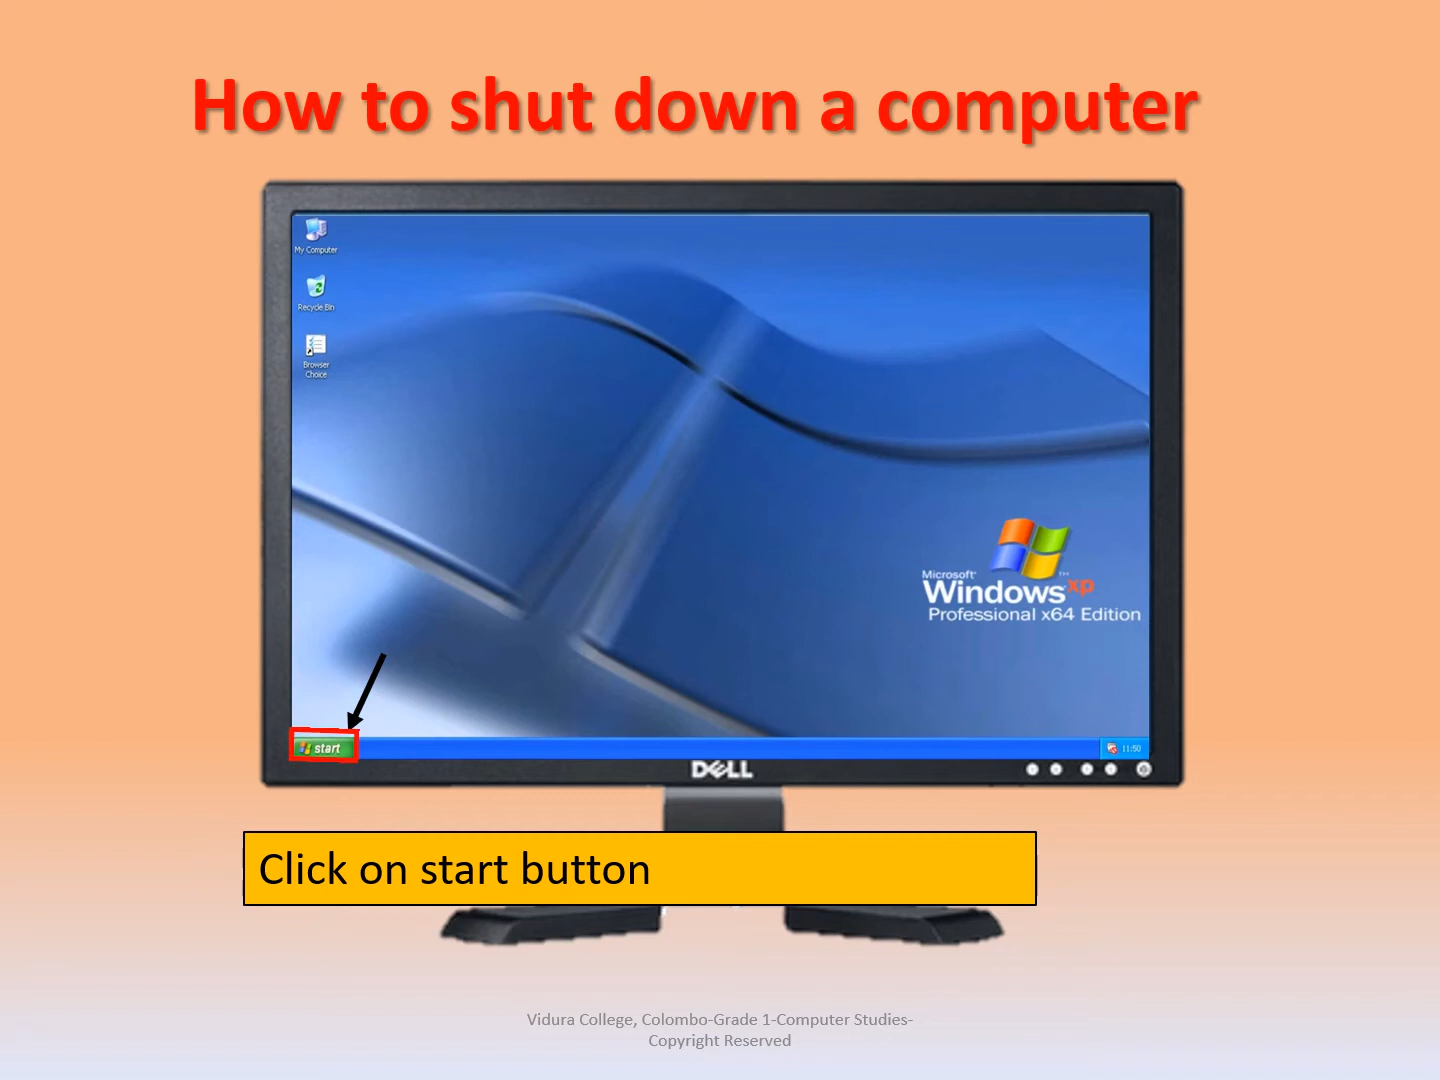 How to shut down a computer
My Computer
Recycle Bin
Browser
Choice
Microsoft
Windows xp
Professional x64 Edition
start
11:50
DELL
Click on start button
Vidura College, Colombo-Grade 1-Computer Studies-
Copyright Reserved